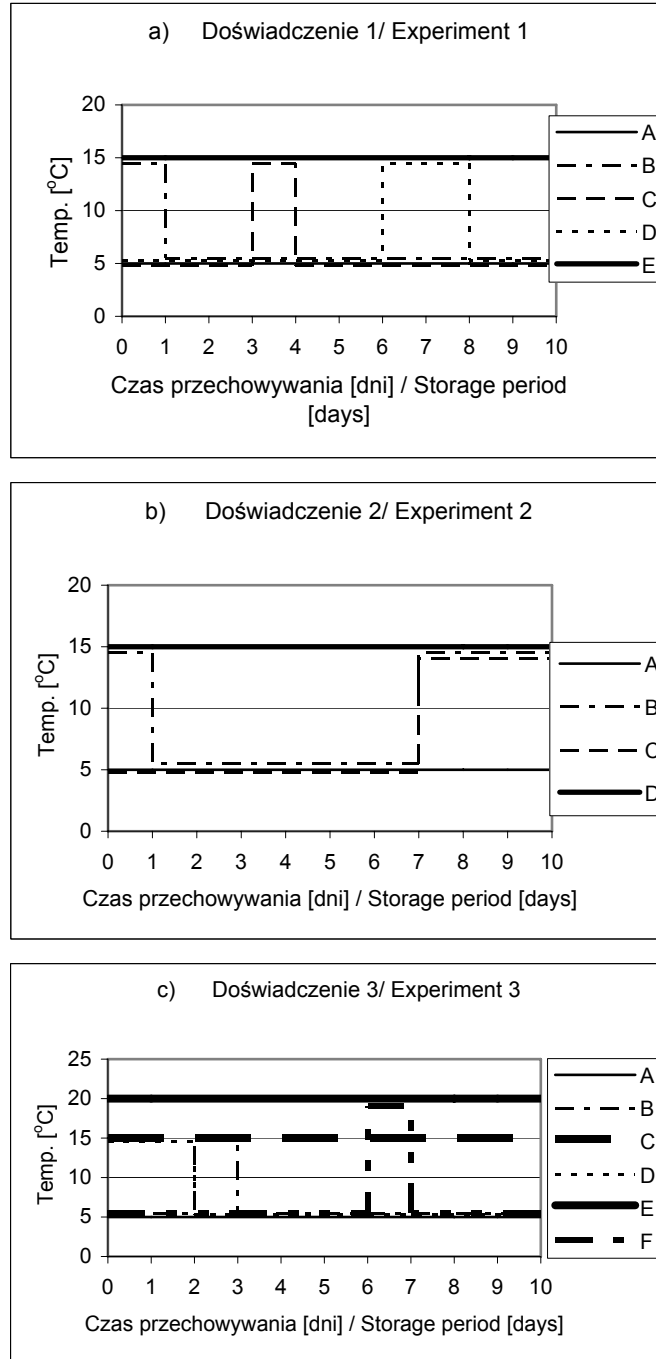 a) Doświadczenie 1/ Experiment 1
20
15
10
5
0
Temp. [°C]
0 1 2 3 4 5 6 7 8 9 10
Czas przechowywania [dni] / Storage period
[days]
A
B
C
D
E
b) Doświadczenie 2/ Experiment 2
20
15
10
5
0
Temp. [°C]
0 1 2 3 4 5 6 7 8 9 10
Czas przechowywania [dni] / Storage period [days]
A
B
C
D
c) Doświadczenie 3/ Experiment 3
25
20
15
10
5
0
Temp. [°C]
0 1 2 3 4 5 6 7 8 9 10
Czas przechowywania [dni] / Storage period [days]
A
B
C
D
E
F